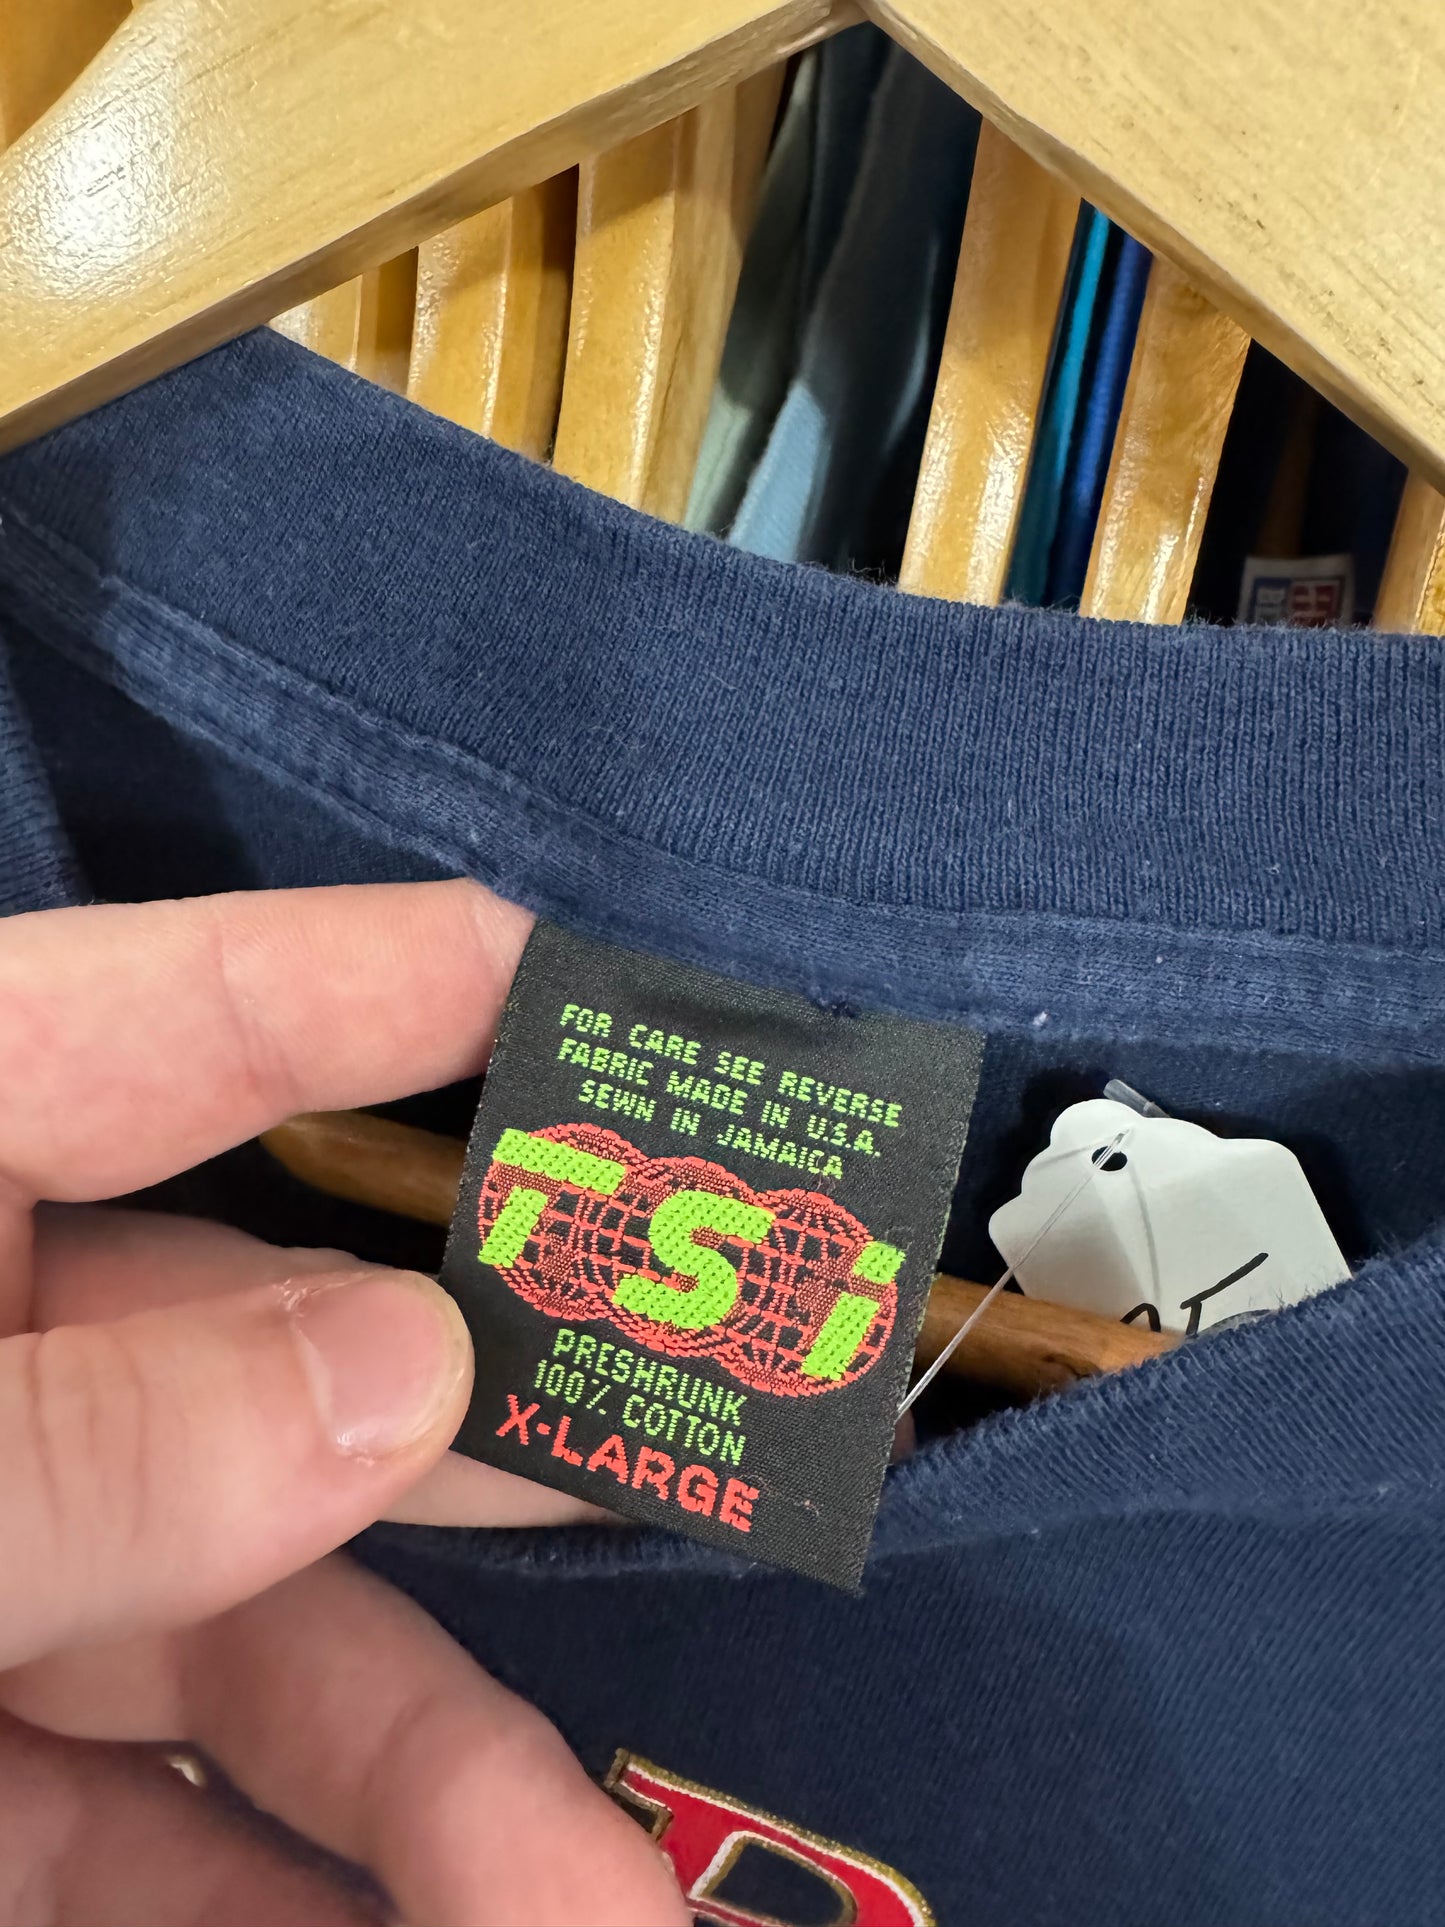 FOR CARE SEE REVERSE
FABRIC MADE IN U.S.A.
SEWN IN JAMAICA
TSi
PRESHRUNK
100% COTTON
X-LARGE